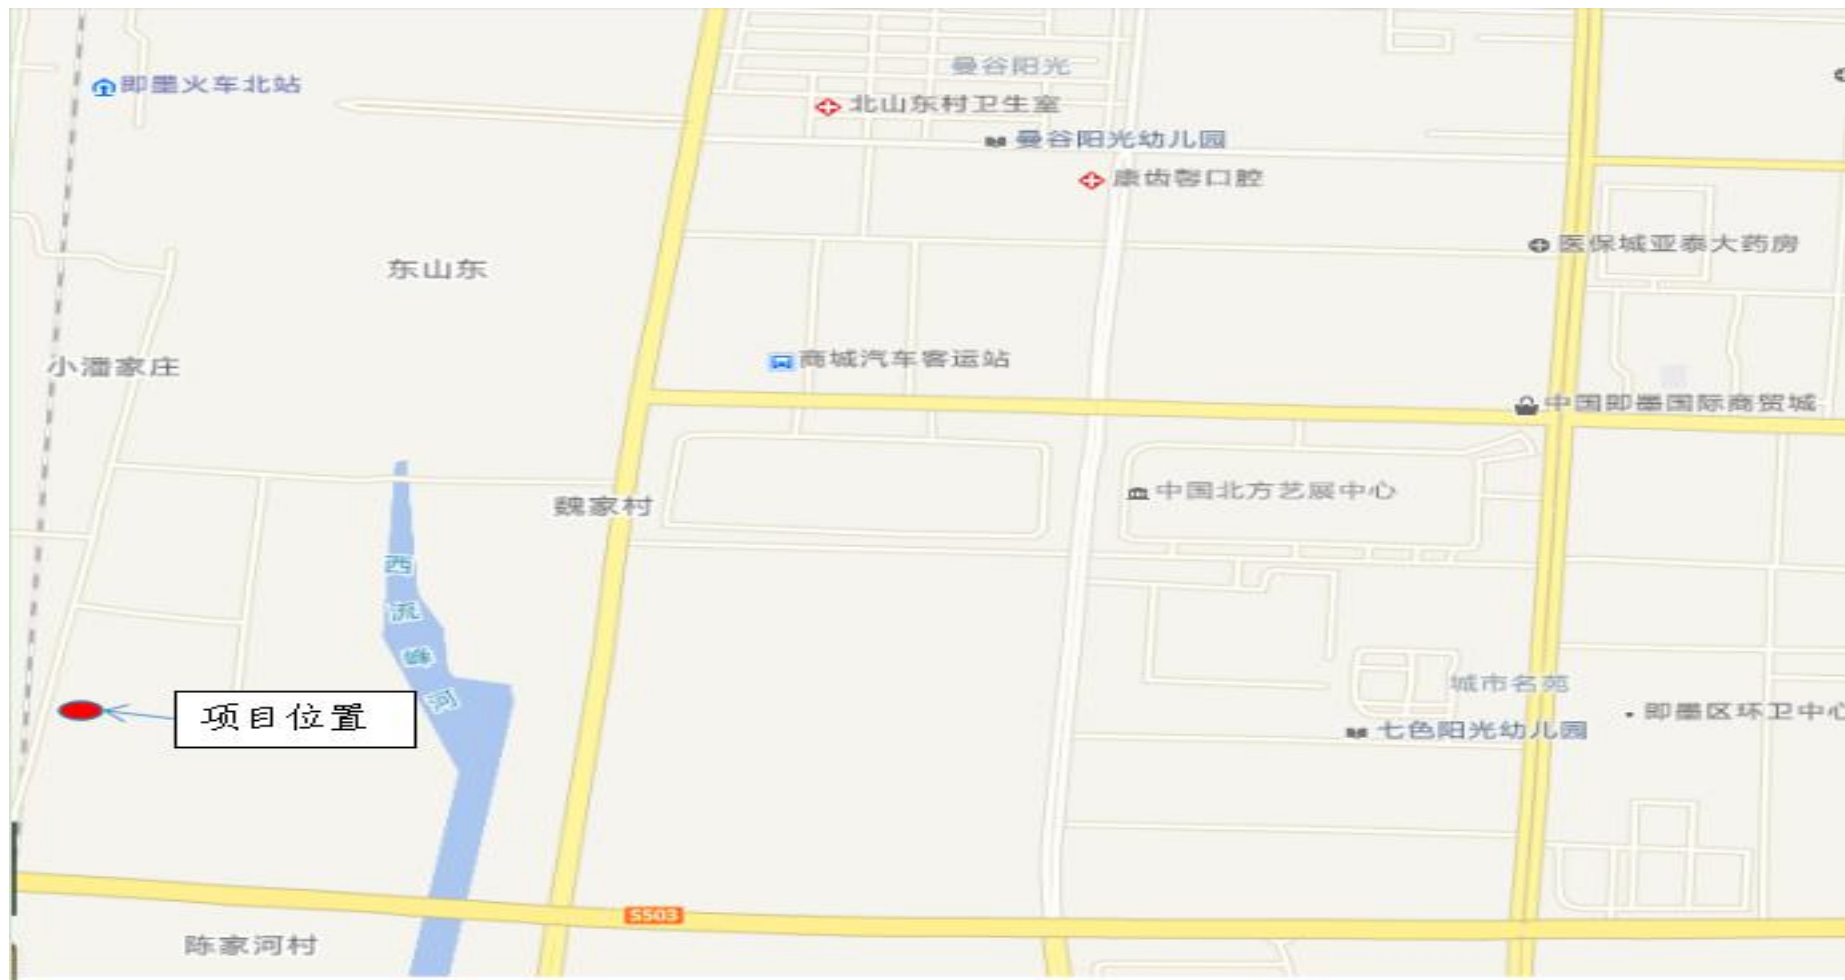 曼谷阳光
即墨火车北站
北山东村卫生室
曼谷阳光幼儿园
康齿馨口腔
医保城亚泰大药房
东山东
商城汽车客运站
小潘家庄
中国即墨国际商贸城
中国北方艺展中心
魏家村
西流峰河
城市名苑
项目位置
即墨区环卫中心
七色阳光幼儿园
S503
陈家河村